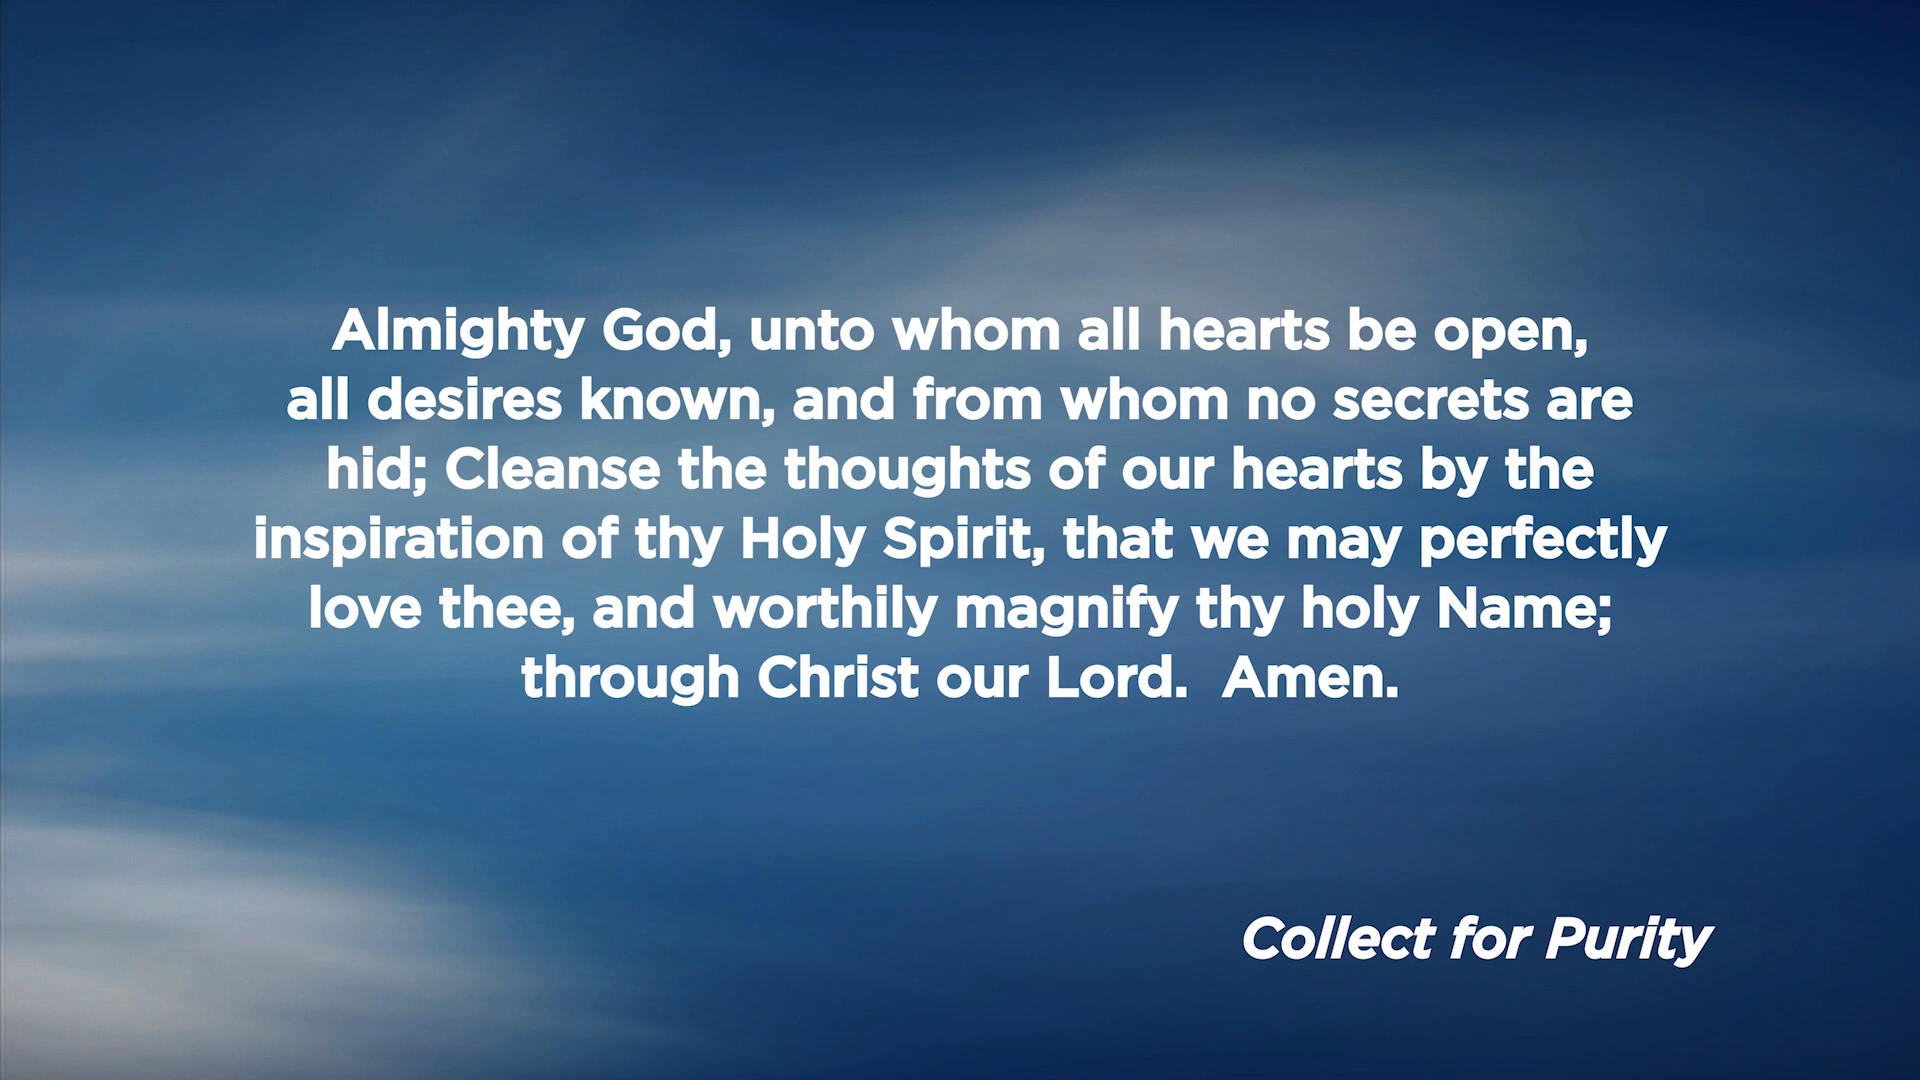 Almighty God, unto whom all hearts be open,
all desires known, and from whom no secrets are
hid; Cleanse the thoughts of our hearts by the
inspiration of thy Holy Spirit, that we may perfectly
love thee, and worthily magnify thy holy Name;
through Christ our Lord.  Amen.
Collect for Purity